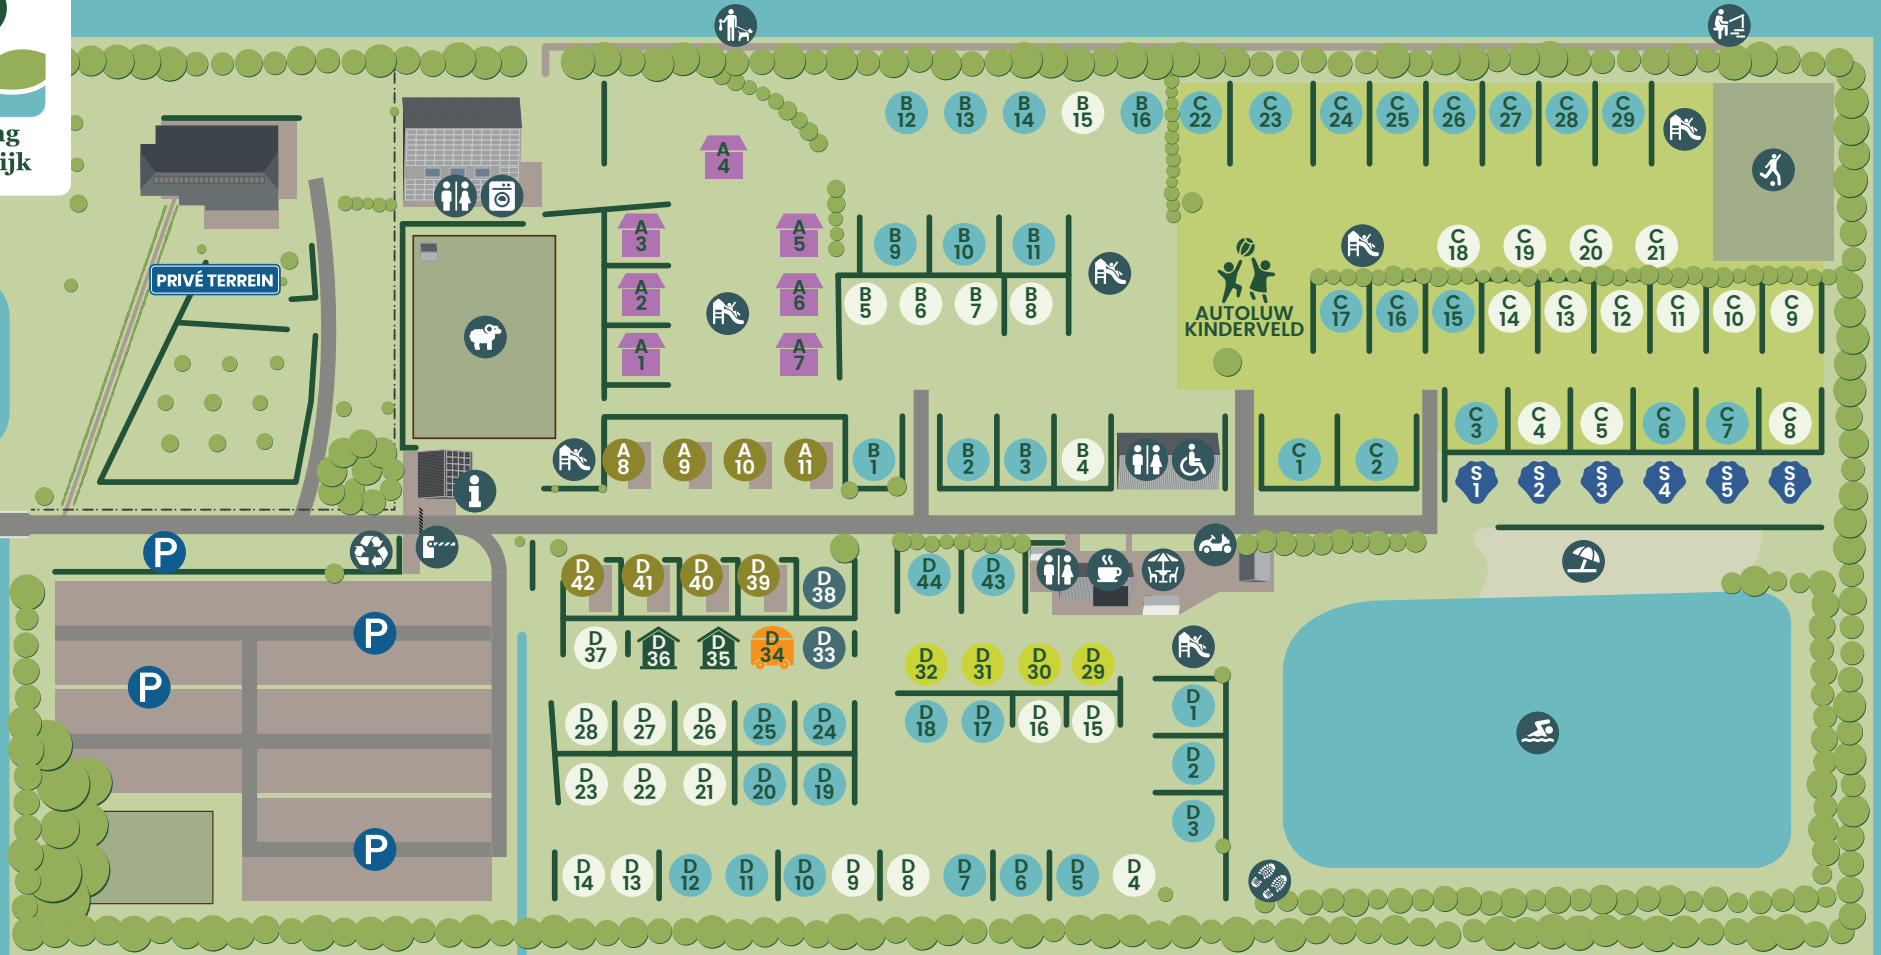 ng
ijk
PRIVÉ TERREIN
B
12
B
13
B
14
B
15
B
16
C
22
C
23
C
24
C
25
C
26
C
27
C
28
C
29
A
4
A
3
A
5
B
9
B
10
B
11
C
18
C
19
C
20
C
21
A
2
A
6
B
5
B
6
B
7
B
8
AUTOLUW
KINDERVELD
C
17
C
16
C
15
C
14
C
13
C
12
C
11
C
10
C
9
A
1
A
7
C
3
C
4
C
5
C
6
C
7
C
8
A
8
A
9
A
10
A
11
B
1
B
2
B
3
B
4
C
1
C
2
S
1
S
2
S
3
S
4
S
5
S
6
i
P
D
42
D
41
D
40
D
39
D
38
D
44
D
43
P
D
37
D
36
D
35
D
34
D
33
D
32
D
31
D
30
D
29
P
D
28
D
27
D
26
D
25
D
24
D
18
D
17
D
16
D
15
D
1
D
23
D
22
D
21
D
20
D
19
D
2
D
3
P
D
14
D
13
D
12
D
11
D
10
D
9
D
8
D
7
D
6
D
5
D
4